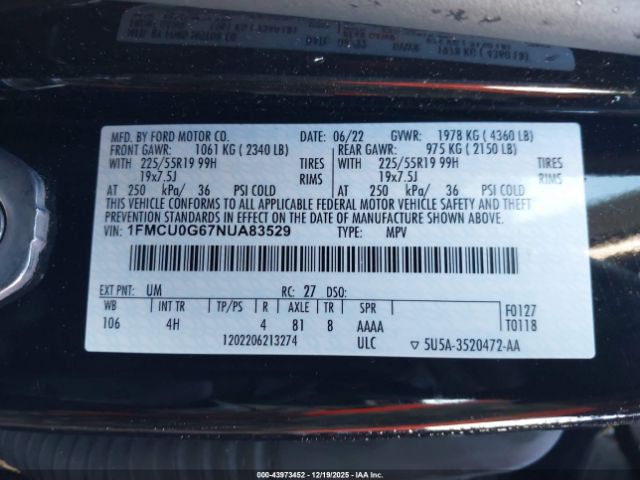 MFD. BY FORD MOTOR CO. DATE: 06/22 GVWR: 1978 KG ( 4360 LB)
FRONT GAWR: 1061 KG ( 2340 LB) REAR GAWR: 975 KG ( 2150 LB)
WITH 225/55R19 99H TIRES WITH 225/55R19 99H TIRES
19x7.5J RIMS 19x7.5J RIMS
AT 250 kPa/ 36 PSI COLD AT 250 kPa/ 36 PSI COLD
THIS VEHICLE CONFORMS TO ALL APPLICABLE FEDERAL MOTOR VEHICLE SAFETY AND BUMPER
THEFT PREVENTION STANDARDS IN EFFECT ON THE DATE OF MANUFACTURE SHOWN ABOVE.
VIN: 1FMCU0G67NUA83529 TYPE: MPV
EXT PNT: UM RC: 27 DSO:
WB INT TR TP/PS R AXLE TR SPR F0127
106 4H 4 81 8 AAAA T0118
1202206213274 ULC ▽ 5U5A-3520472-AA
000-43973452 - 12/19/2025 - IAAI.COM